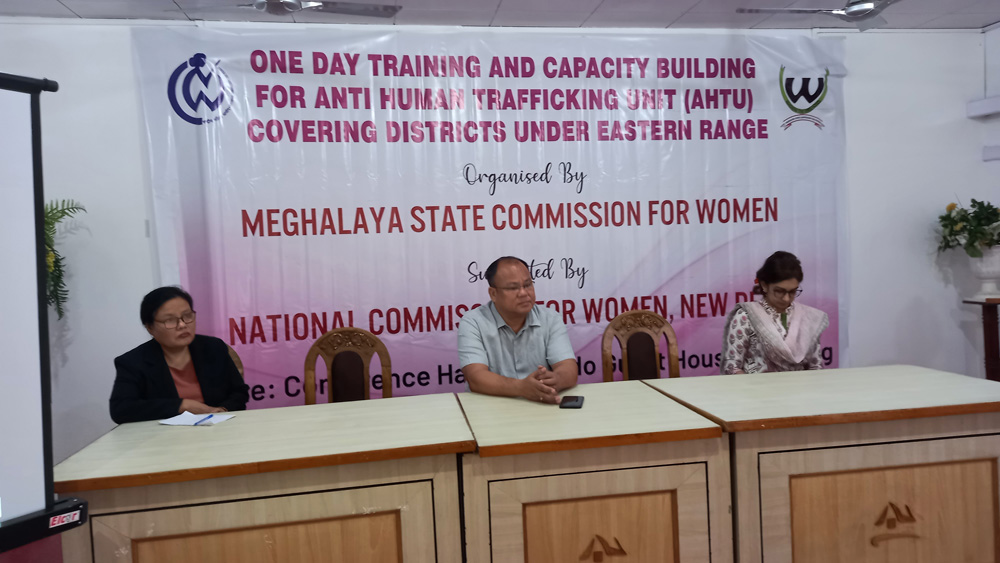 ONE DAY TRAINING AND CAPACITY BUILDING
FOR ANTI HUMAN TRAFFICKING UNIT (AHTU)
COVERING DISTRICTS UNDER EASTERN RANGE
Organised By
MEGHALAYA STATE COMMISSION FOR WOMEN
By
NATIONAL FOR WOMEN, NEW
Elcor